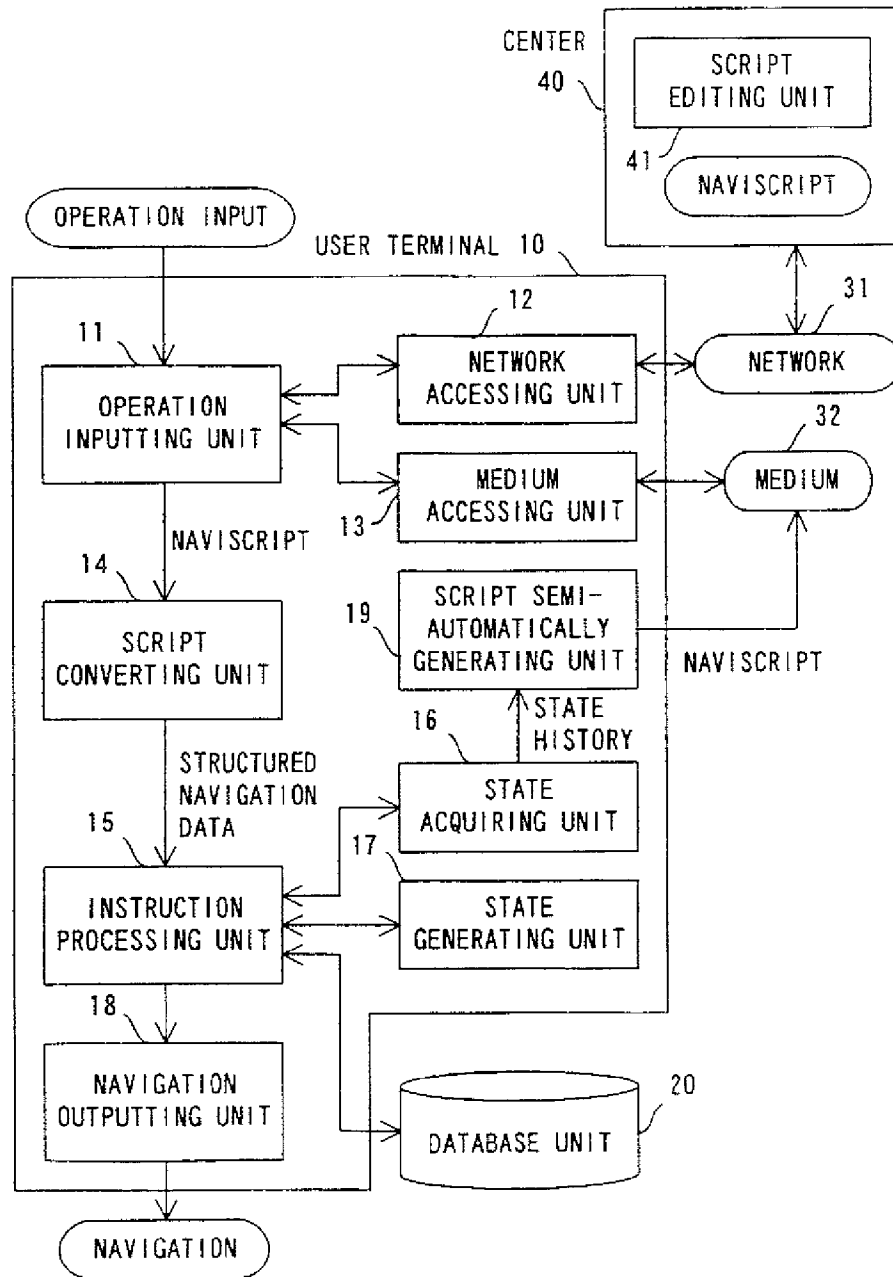 CENTER
40
SCRIPT
EDITING UNIT
41
NAVISCRIPT
OPERATION INPUT
USER TERMINAL 10
11
OPERATION
INPUTTING UNIT
12
NETWORK
ACCESSING UNIT
31
NETWORK
13
MEDIUM
ACCESSING UNIT
32
MEDIUM
NAVISCRIPT
14
SCRIPT
CONVERTING UNIT
19
SCRIPT SEMI-
AUTOMATICALLY
GENERATING UNIT
NAVISCRIPT
STATE
HISTORY
STRUCTURED
NAVIGATION
DATA
16
STATE
ACQUIRING UNIT
15
INSTRUCTION
PROCESSING UNIT
17
STATE
GENERATING UNIT
18
NAVIGATION
OUTPUTTING UNIT
20
DATABASE UNIT
NAVIGATION